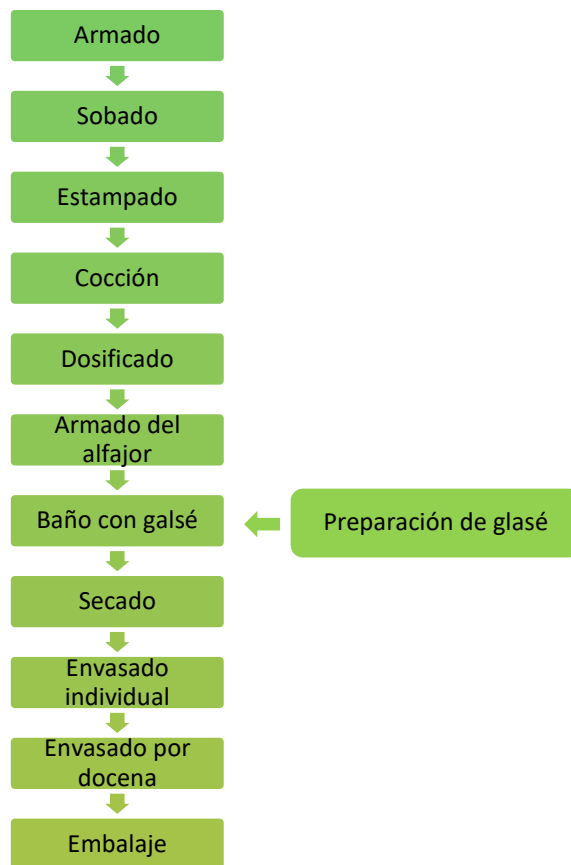 Armado
Sobado
Estampado
Cocción
Dosificado
Armado del
alfajor
Baño con galsé
Preparación de glasé
Secado
Envasado
individual
Envasado por
docena
Embalaje